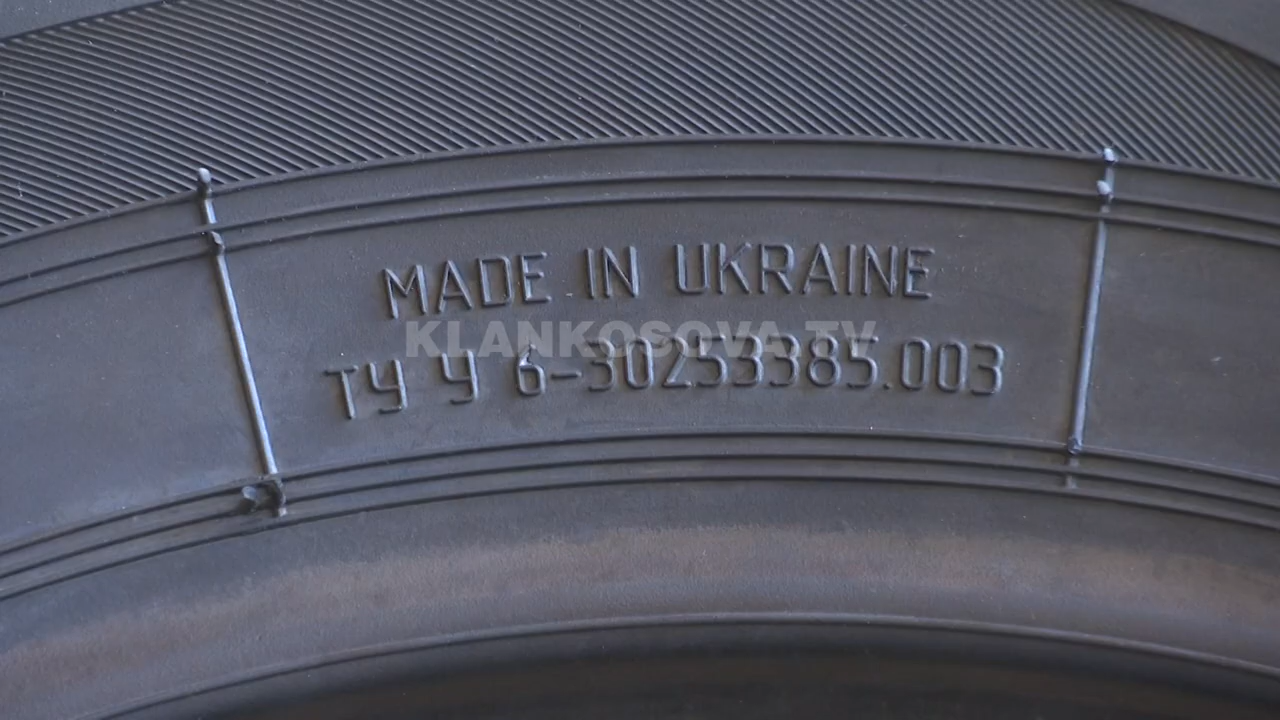 MADE IN UKRAINE
KLANKOSOVA.TV
ТУ У 6-30253385.003